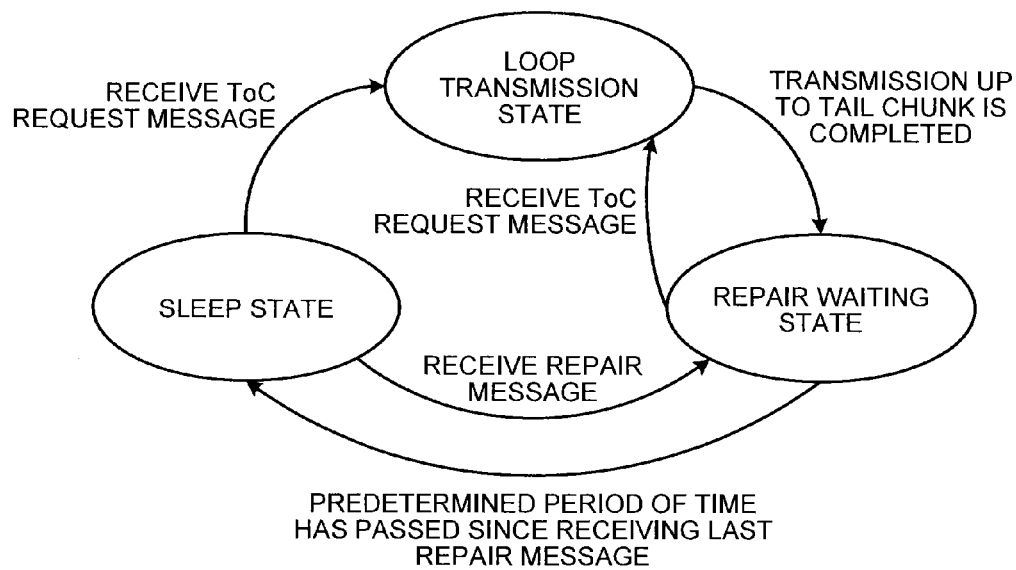 LOOP
TRANSMISSION
STATE
RECEIVE ToC
REQUEST MESSAGE
TRANSMISSION UP
TO TAIL CHUNK IS
COMPLETED
RECEIVE ToC
REQUEST MESSAGE
SLEEP STATE
REPAIR WAITING
STATE
RECEIVE REPAIR
MESSAGE
PREDETERMINED PERIOD OF TIME
HAS PASSED SINCE RECEIVING LAST
REPAIR MESSAGE